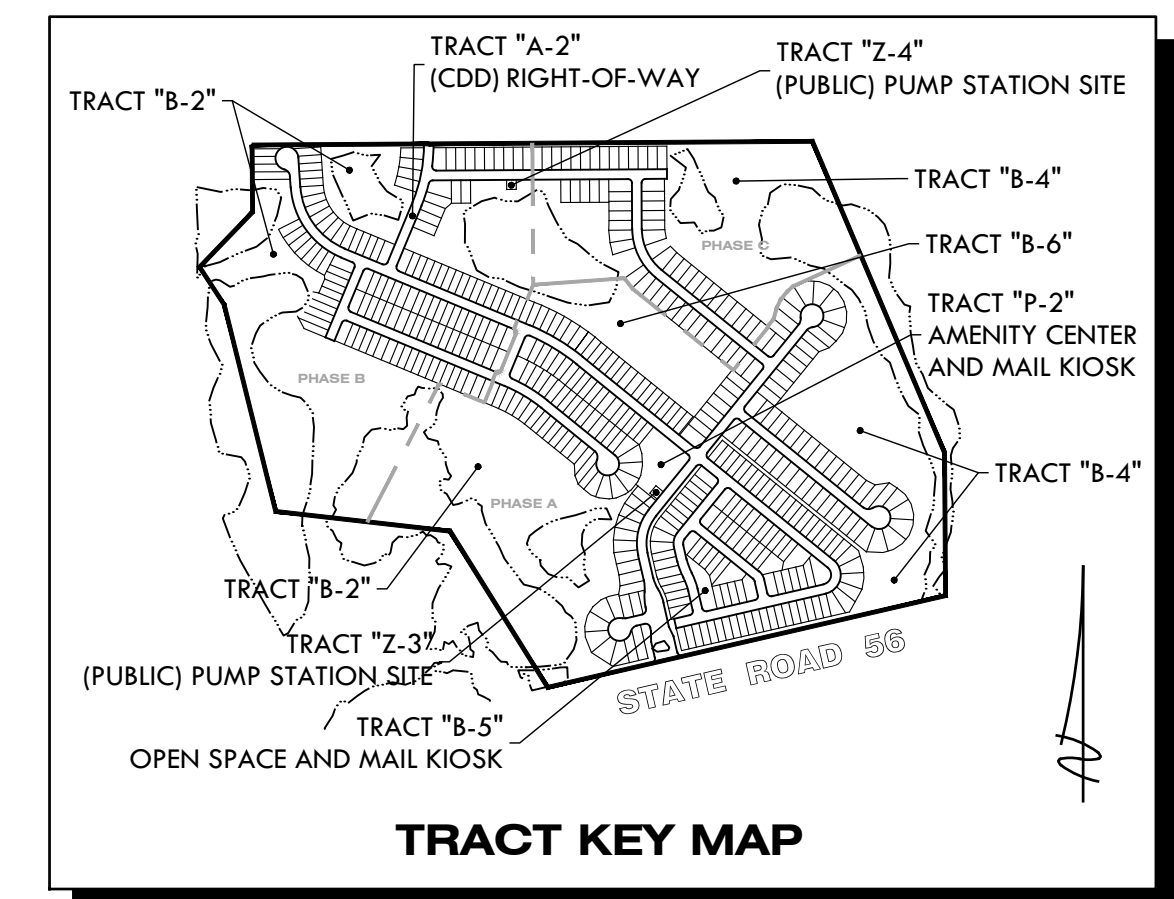 TRACT "A-2"
(CDD) RIGHT-OF-WAY
TRACT "Z-4"
(PUBLIC) PUMP STATION SITE
TRACT "B-2"
TRACT "B-4"
TRACT "B-6"
PHASE C
TRACT "P-2"
AMENITY CENTER
AND MAIL KIOSK
PHASE B
TRACT "B-4"
PHASE A
TRACT "B-2"
TRACT "Z-3"
(PUBLIC) PUMP STATION SITE
STATE ROAD 56
TRACT "B-5"
OPEN SPACE AND MAIL KIOSK
TRACT KEY MAP